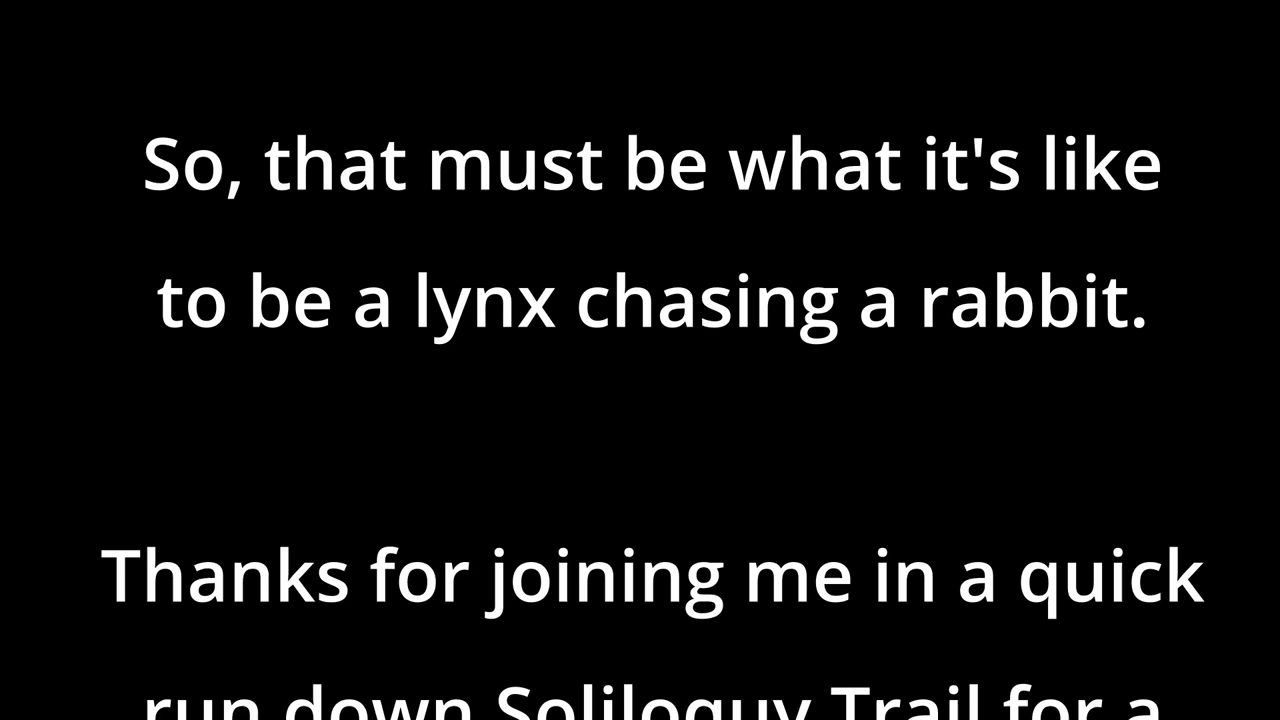 So, that must be what it's like
to be a lynx chasing a rabbit.
Thanks for joining me in a quick
run down Soliloquy Trail for a